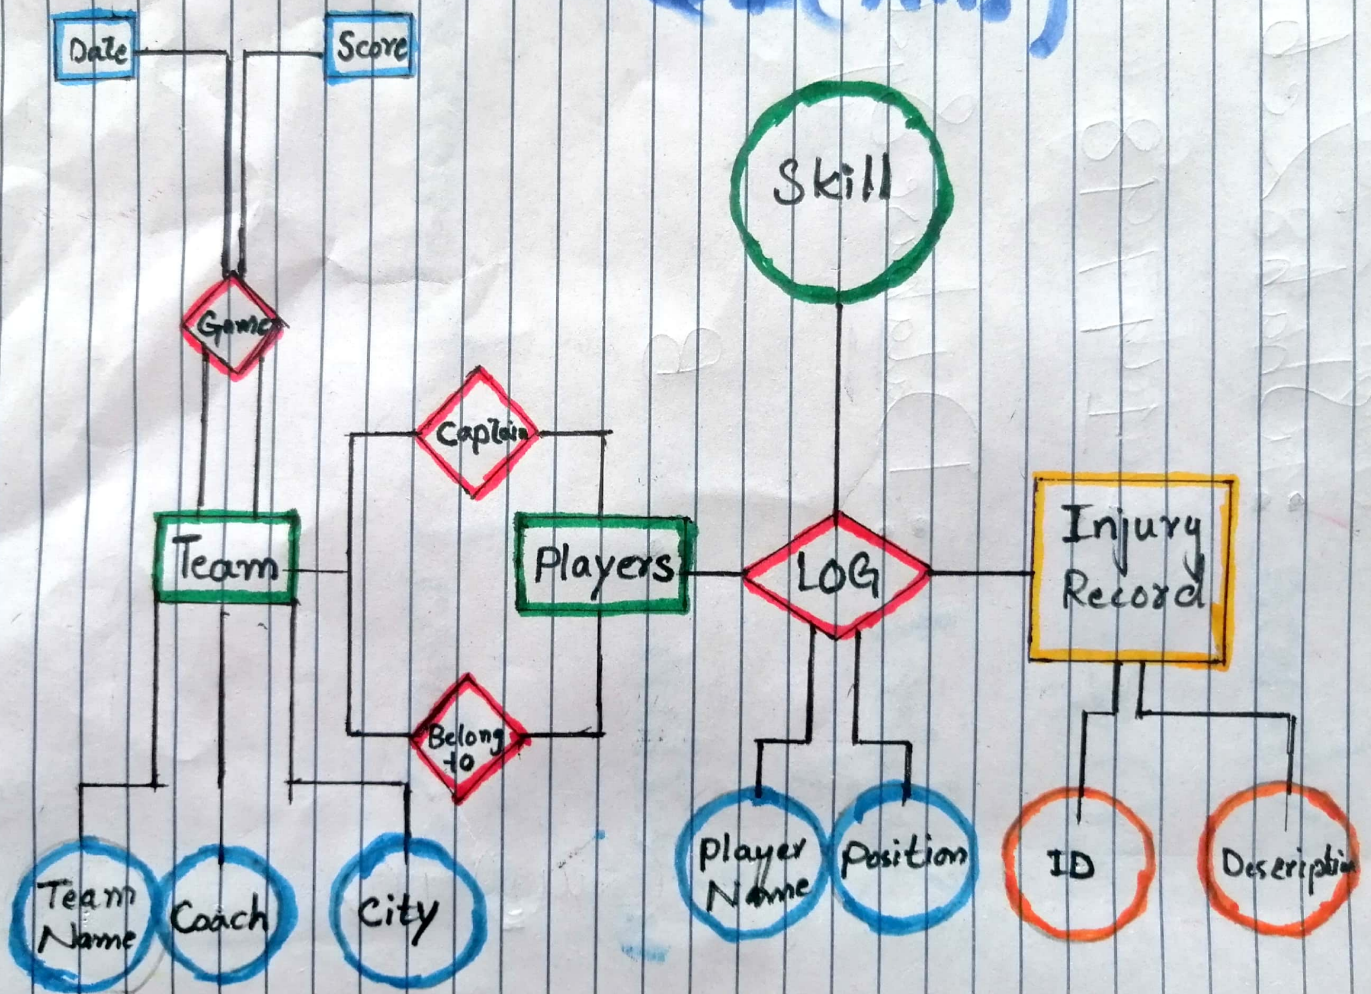 Date
Score
Skill
Game
Captain
Team
Players
LOG
Injury
Record
Belong
to
Player
Name
Position
ID
Description
Team
Name
Coach
City